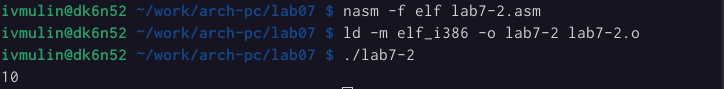 ivmulin@dk6n52 ~/work/arch-pc/lab07 $ nasm -f elf lab7-2.asm
ivmulin@dk6n52 ~/work/arch-pc/lab07 $ ld -m elf_i386 -o lab7-2 lab7-2.o
ivmulin@dk6n52 ~/work/arch-pc/lab07 $ ./lab7-2
10